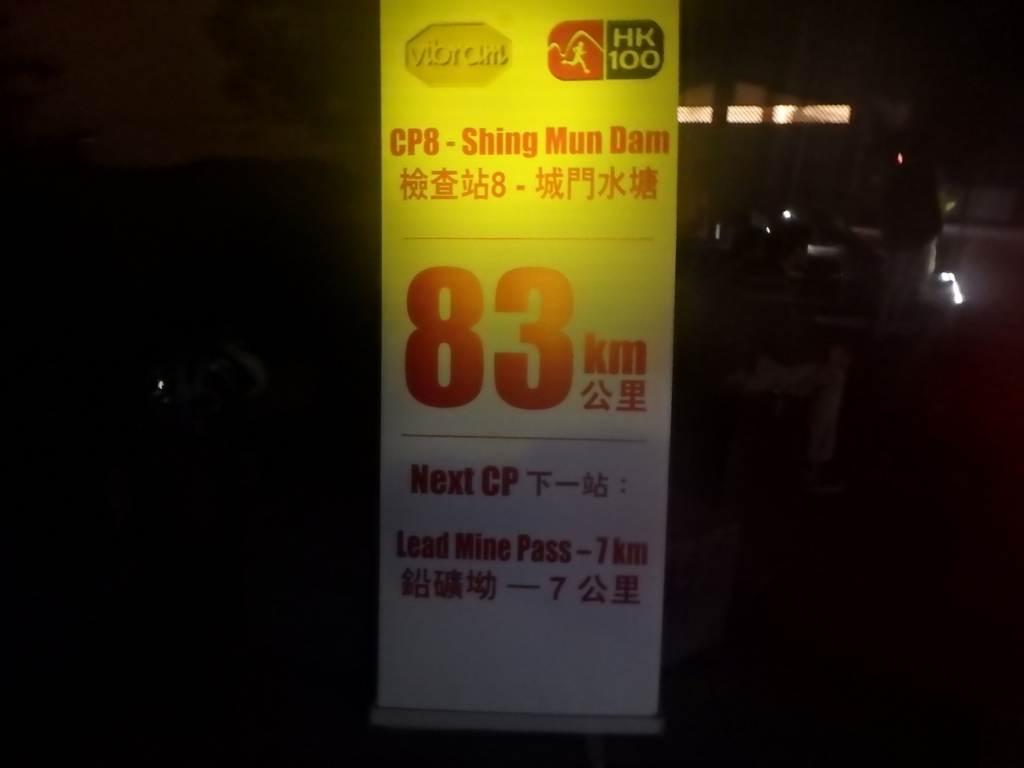 vibram
HK
100
CP8 - Shing Mun Dam
檢查站8 - 城門水塘
83 km
公里
Next CP 下一站：
Lead Mine Pass – 7 km
鉛礦坳 — 7 公里